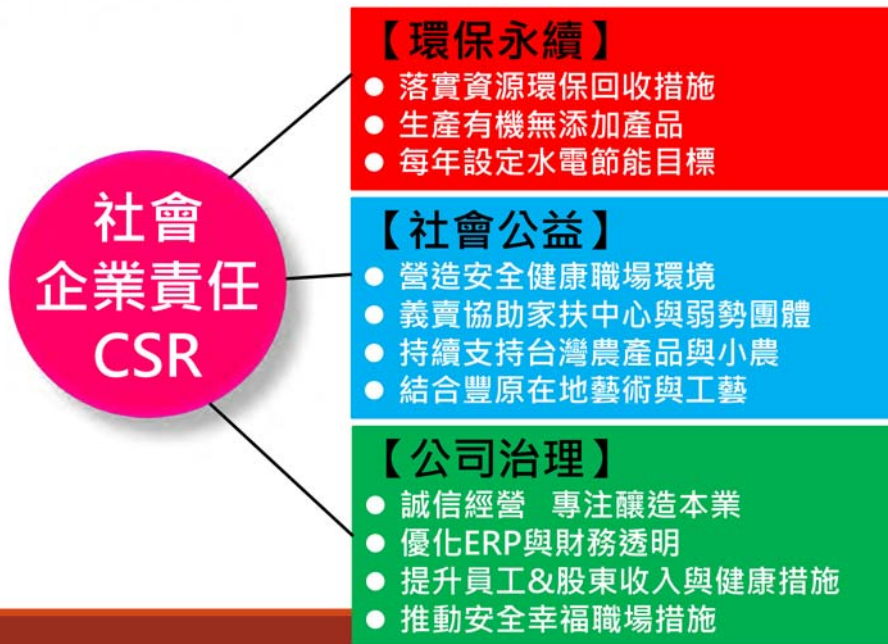 社會
企業責任
CSR
【環保永續】
● 落實資源環保回收措施
● 生產有機無添加產品
● 每年設定水電節能目標
【社會公益】
● 營造安全健康職場環境
● 義賣協助家扶中心與弱勢團體
● 持續支持台灣農產品與小農
● 結合豐原在地藝術與工藝
【公司治理】
● 誠信經營 專注釀造本業
● 優化ERP與財務透明
● 提升員工&股東收入與健康措施
● 推動安全幸福職場措施